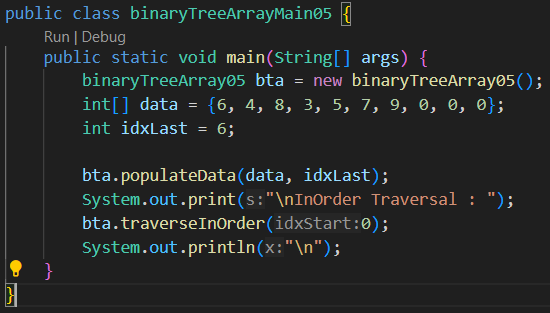 public class binaryTreeArrayMain05 {
Run | Debug
public static void main(String[] args) {
binaryTreeArray05 bta = new binaryTreeArray05();
int[] data = {6, 4, 8, 3, 5, 7, 9, 0, 0, 0};
int idxLast = 6;
bta.populateData(data, idxLast);
System.out.print(s:"\nInOrder Traversal : ");
bta.traverseInOrder(idxStart:0);
System.out.println(x:"\n");
}
}